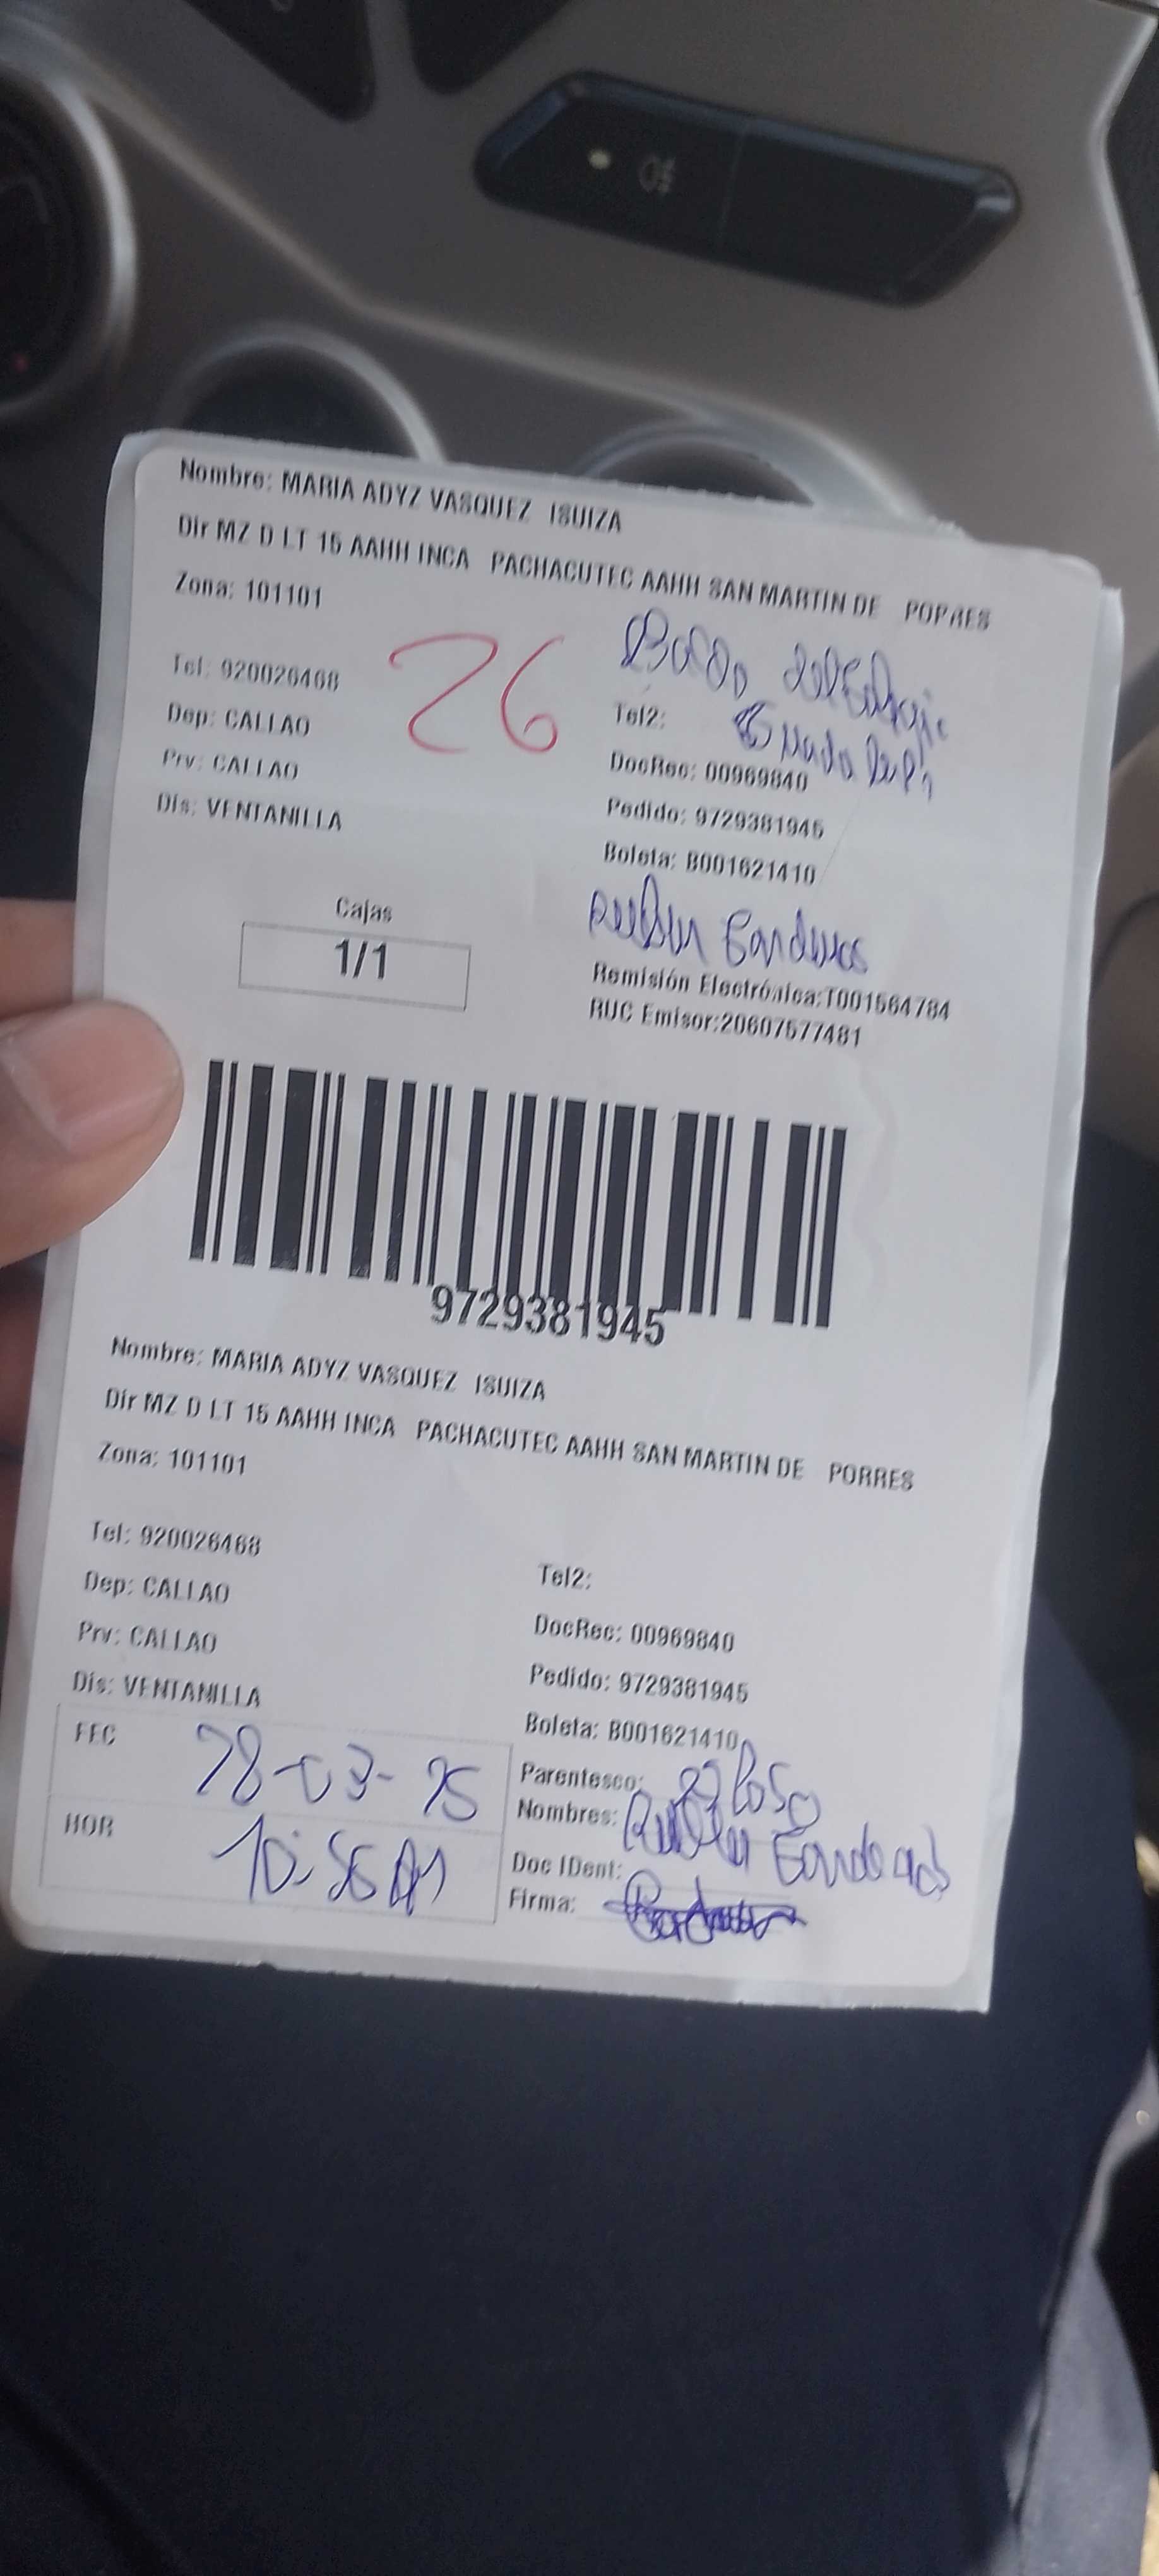 Nombre: MARIA ADYZ VASQUEZ ISUIZA
Dir MZ D LT 15 AAHH INCA PACHACUTEC AAHH SAN MARTIN DE PORRES
Zona: 101101
26
Tel: 920026468
Tel2:
Dep: CALLAO
DocRec: 00969840
Prv: CALLAO
Pedido: 9729381945
Dis: VENTANILLA
Boleta: B001621410
Cajas
1/1
Remisión Electrónica:T001564784
RUC Emisor:20607577481
9729381945
Nombre: MARIA ADYZ VASQUEZ ISUIZA
Dir MZ D LT 15 AAHH INCA PACHACUTEC AAHH SAN MARTIN DE PORRES
Zona: 101101
Tel: 920026468
Tel2:
Dep: CALLAO
DocRec: 00969840
Prv: CALLAO
Pedido: 9729381945
Dis: VENTANILLA
Boleta: B001621410
FEC 28-03-25
Parentesco: esposo
Nombres:
HOR 10:56 AM
Doc IDent:
Firma: